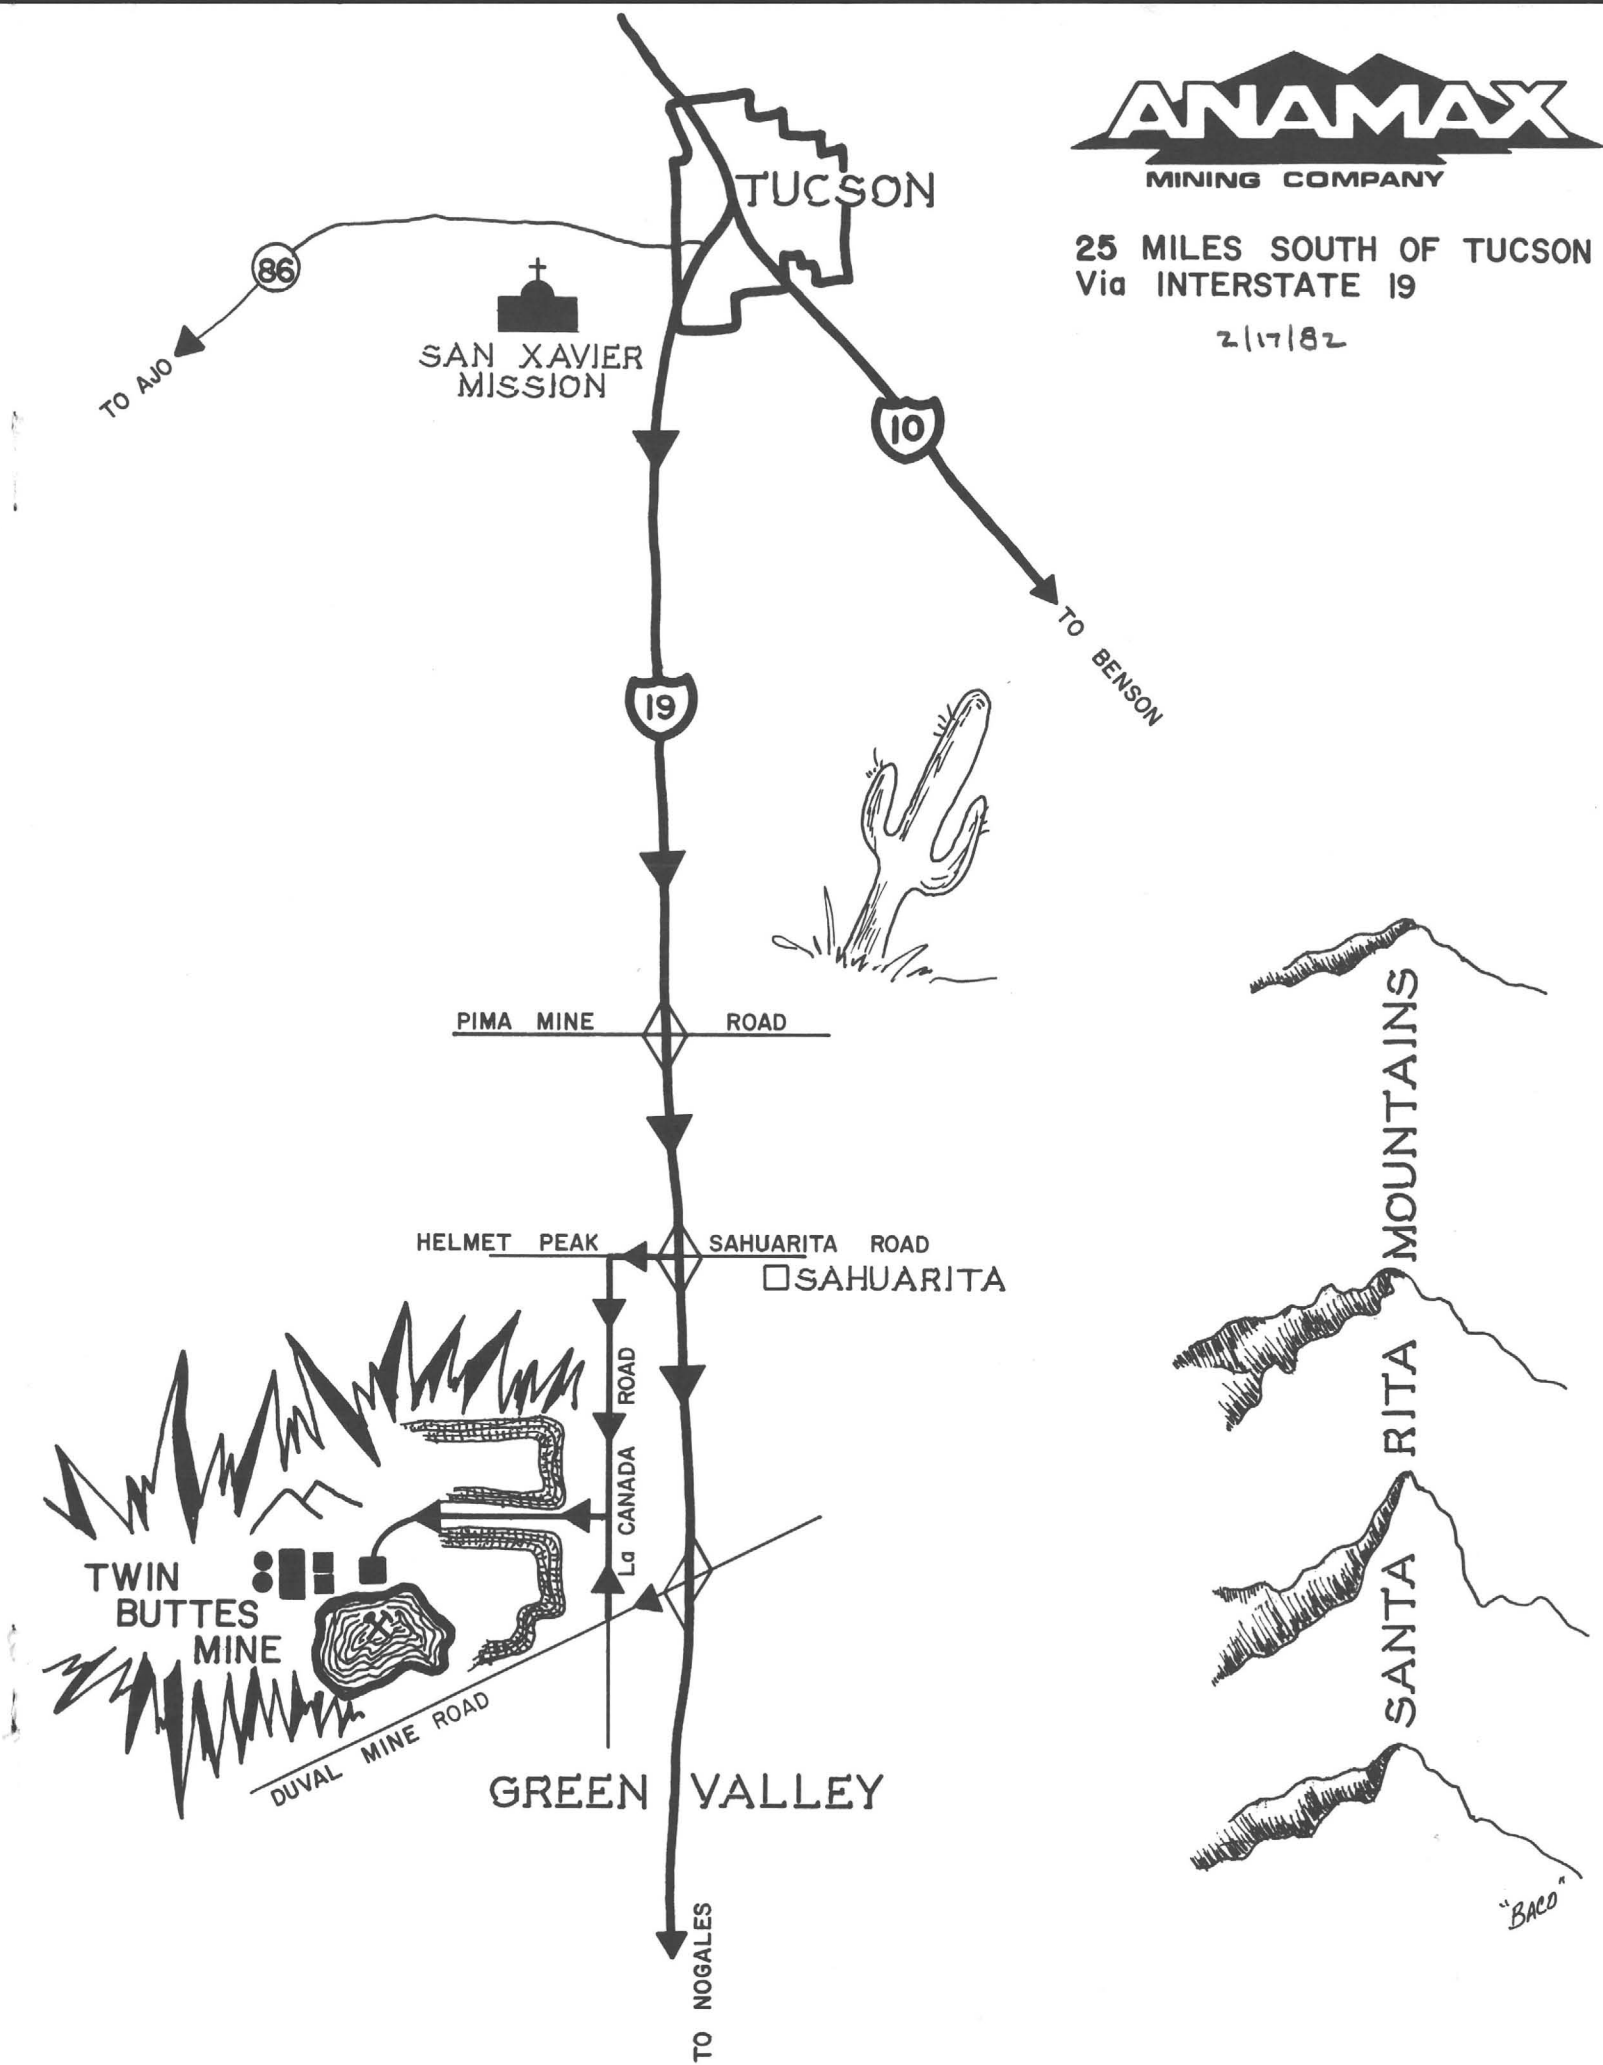 ANAMAX
MINING COMPANY
25 MILES SOUTH OF TUCSON
Via INTERSTATE 19
2/17/82
TUCSON
86
TO AJO
SAN XAVIER
MISSION
10
TO BENSON
19
PIMA MINE ROAD
HELMET PEAK
SAHUARITA ROAD
SAHUARITA
La CANADA ROAD
TWIN
BUTTES
MINE
DUVAL MINE ROAD
GREEN VALLEY
TO NOGALES
SANTA RITA MOUNTAINS
"BACO"